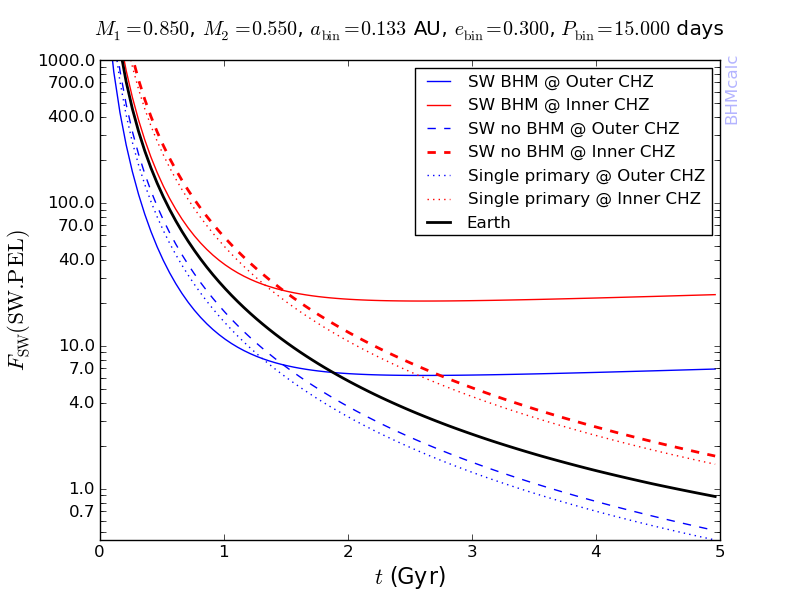 M₁ =0.850, M₂ =0.550, a_bin=0.133 AU, e_bin=0.300, P_bin=15.000 days
BHMcalc
1000.0
700.0
400.0
100.0
70.0
40.0
10.0
7.0
4.0
1.0
0.7
F_SW(SW.PEL)
SW BHM @ Outer CHZ
SW BHM @ Inner CHZ
SW no BHM @ Outer CHZ
SW no BHM @ Inner CHZ
Single primary @ Outer CHZ
Single primary @ Inner CHZ
Earth
0 1 2 3 4 5
t (Gyr)